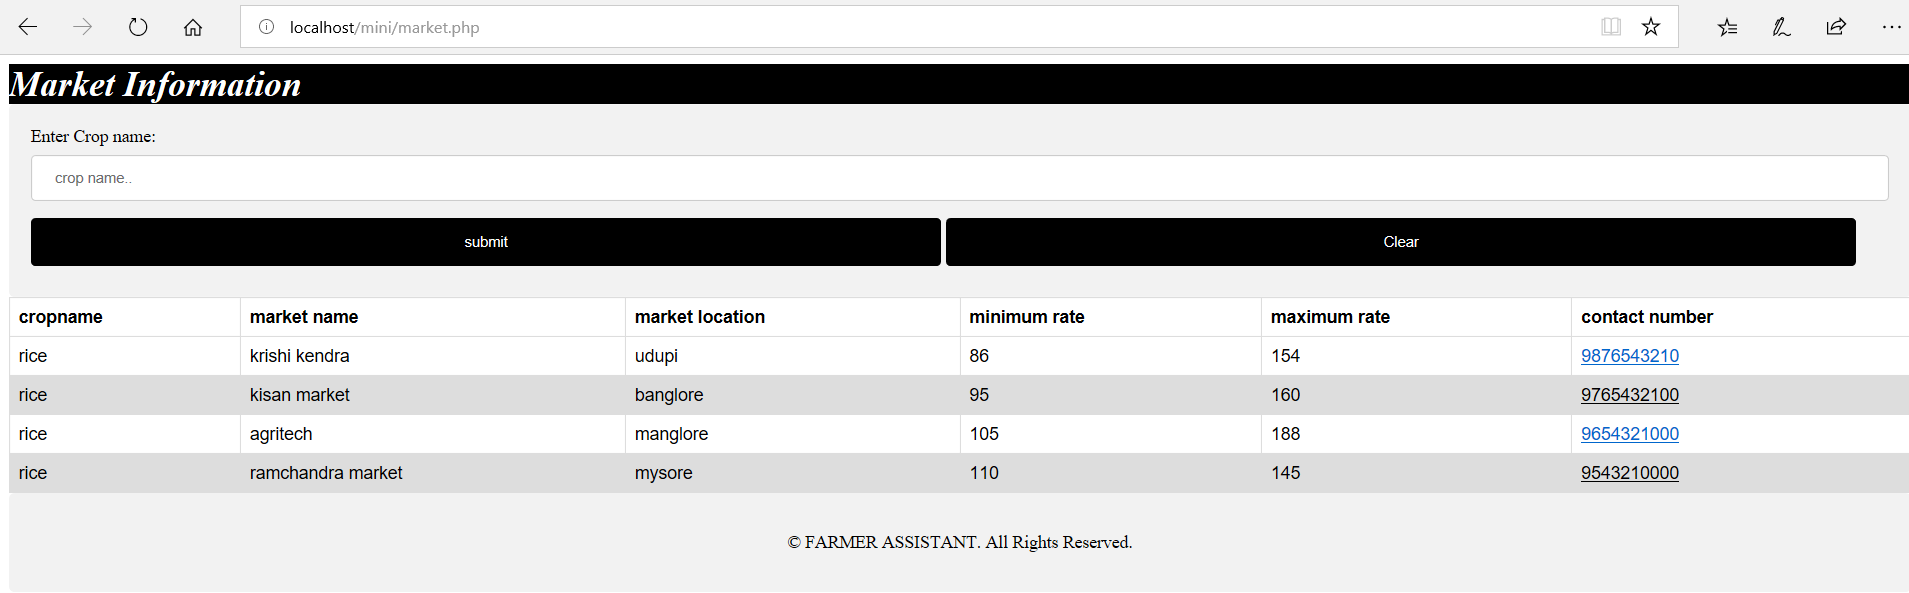 localhost/mini/market.php
Market Information
Enter Crop name:
crop name..
submit Clear
cropname market name market location minimum rate maximum rate contact number
rice krishi kendra udupi 86 154 9876543210
rice kisan market banglore 95 160 9765432100
rice agritech manglore 105 188 9654321000
rice ramchandra market mysore 110 145 9543210000
© FARMER ASSISTANT. All Rights Reserved.